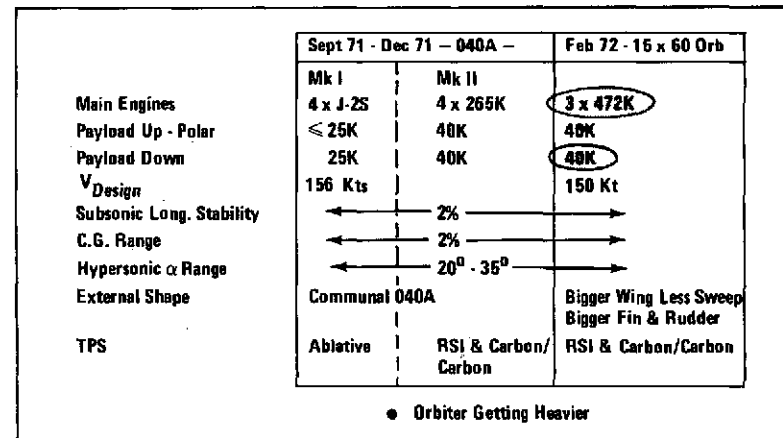 Sept 71 - Dec 71 – 040A – Feb 72 - 15 x 60 Orb
Mk I Mk II
Main Engines 4 x J-2S 4 x 265K 3 x 472K
Payload Up - Polar ⩽ 25K 40K 40K
Payload Down 25K 40K 40K
VDesign 156 Kts 150 Kt
Subsonic Long. Stability 2%
C.G. Range 2%
Hypersonic α Range 20º - 35º
External Shape Communal 040A Bigger Wing Less Sweep
Bigger Fin & Rudder
TPS Ablative RSI & Carbon/ RSI & Carbon/Carbon
Carbon
● Orbiter Getting Heavier